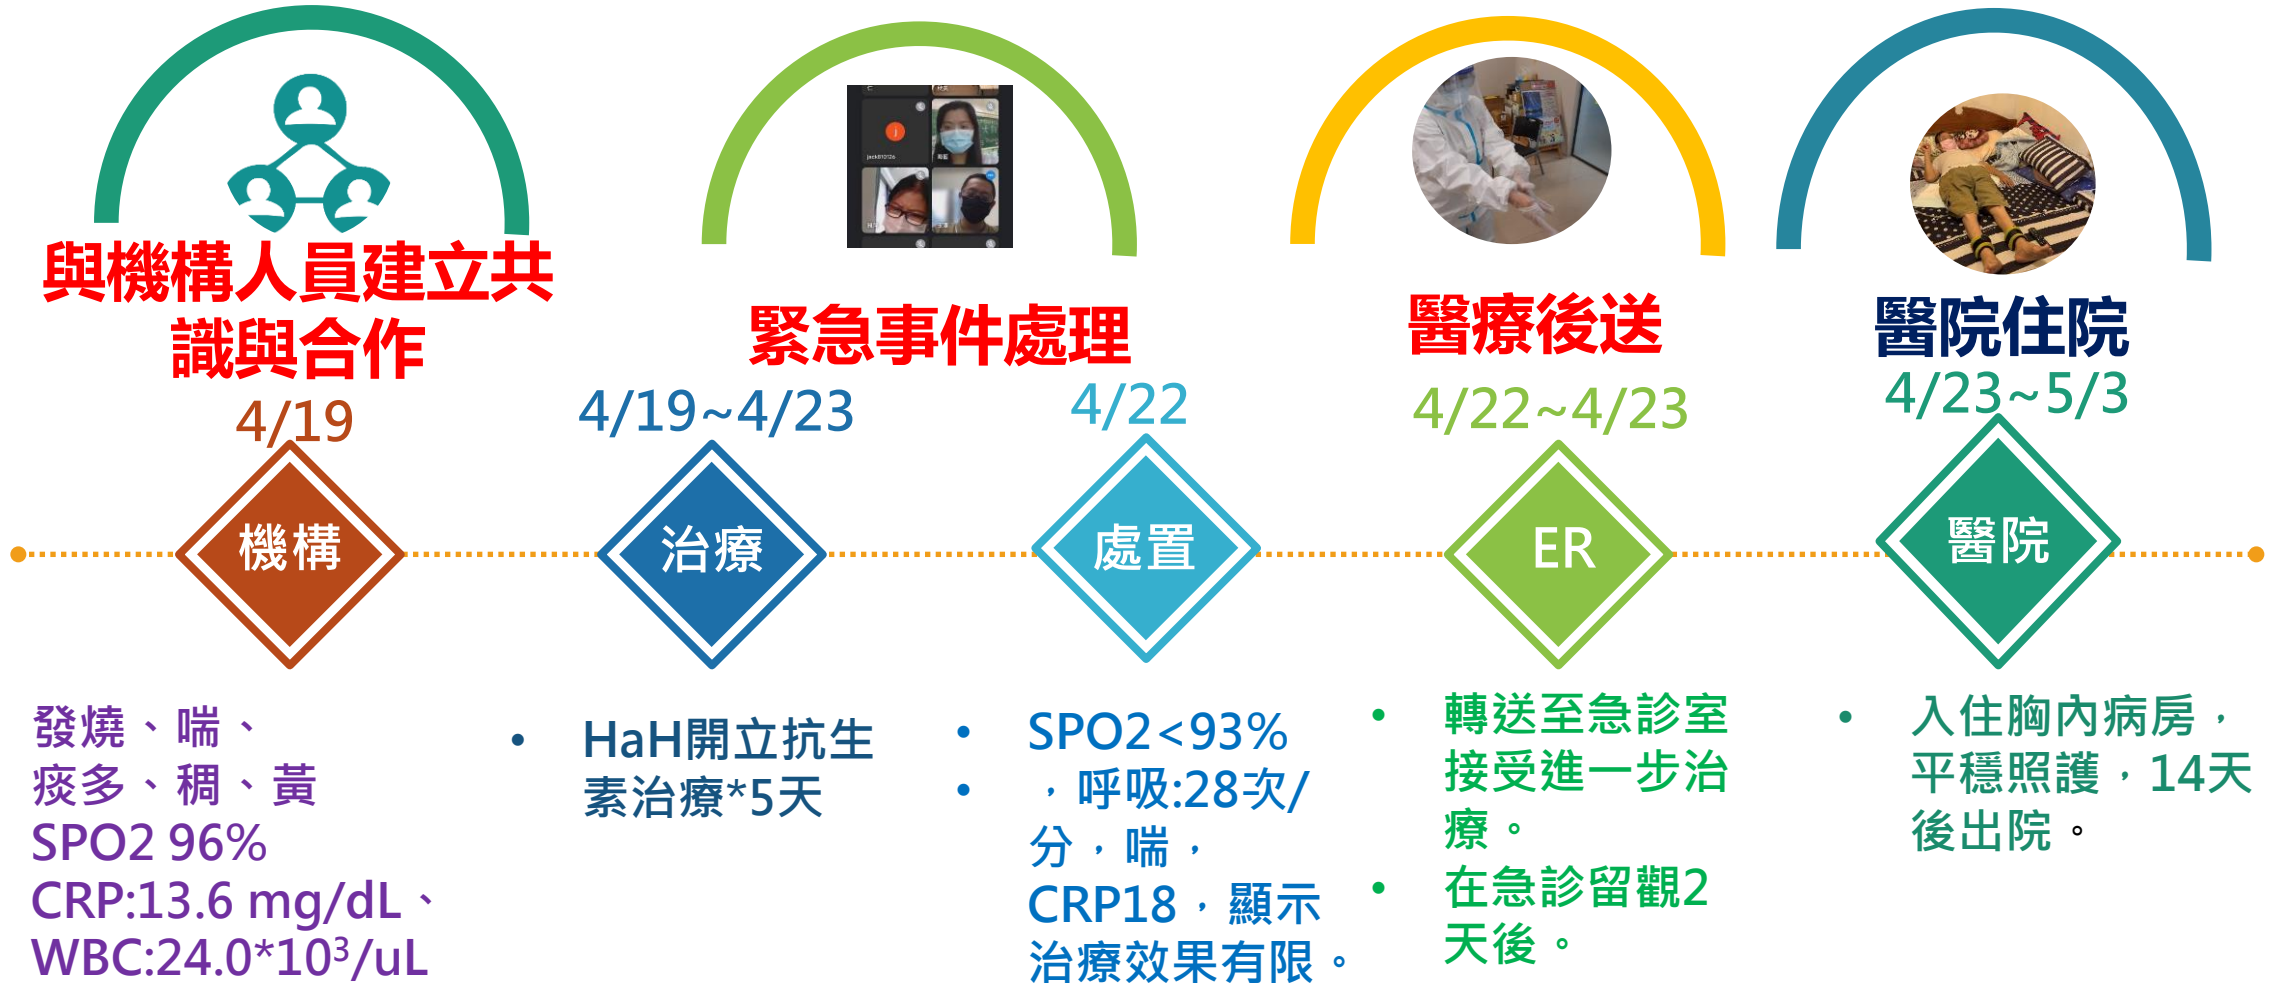 與機構人員建立共
識與合作
4/19
機構
發燒、喘、
痰多、稠、黃
SPO2 96%
CRP:13.6 mg/dL、
WBC:24.0*10³/uL
緊急事件處理
jack810126
4/19~4/23
治療
• HaH開立抗生
素治療*5天
4/22
處置
• SPO2<93%
• ，呼吸:28次/
分，喘，
CRP18，顯示
治療效果有限。
醫療後送
4/22~4/23
ER
• 轉送至急診室
接受進一步治
療。
• 在急診留觀2
天後。
醫院住院
4/23~5/3
醫院
• 入住胸內病房，
平穩照護，14天
後出院。